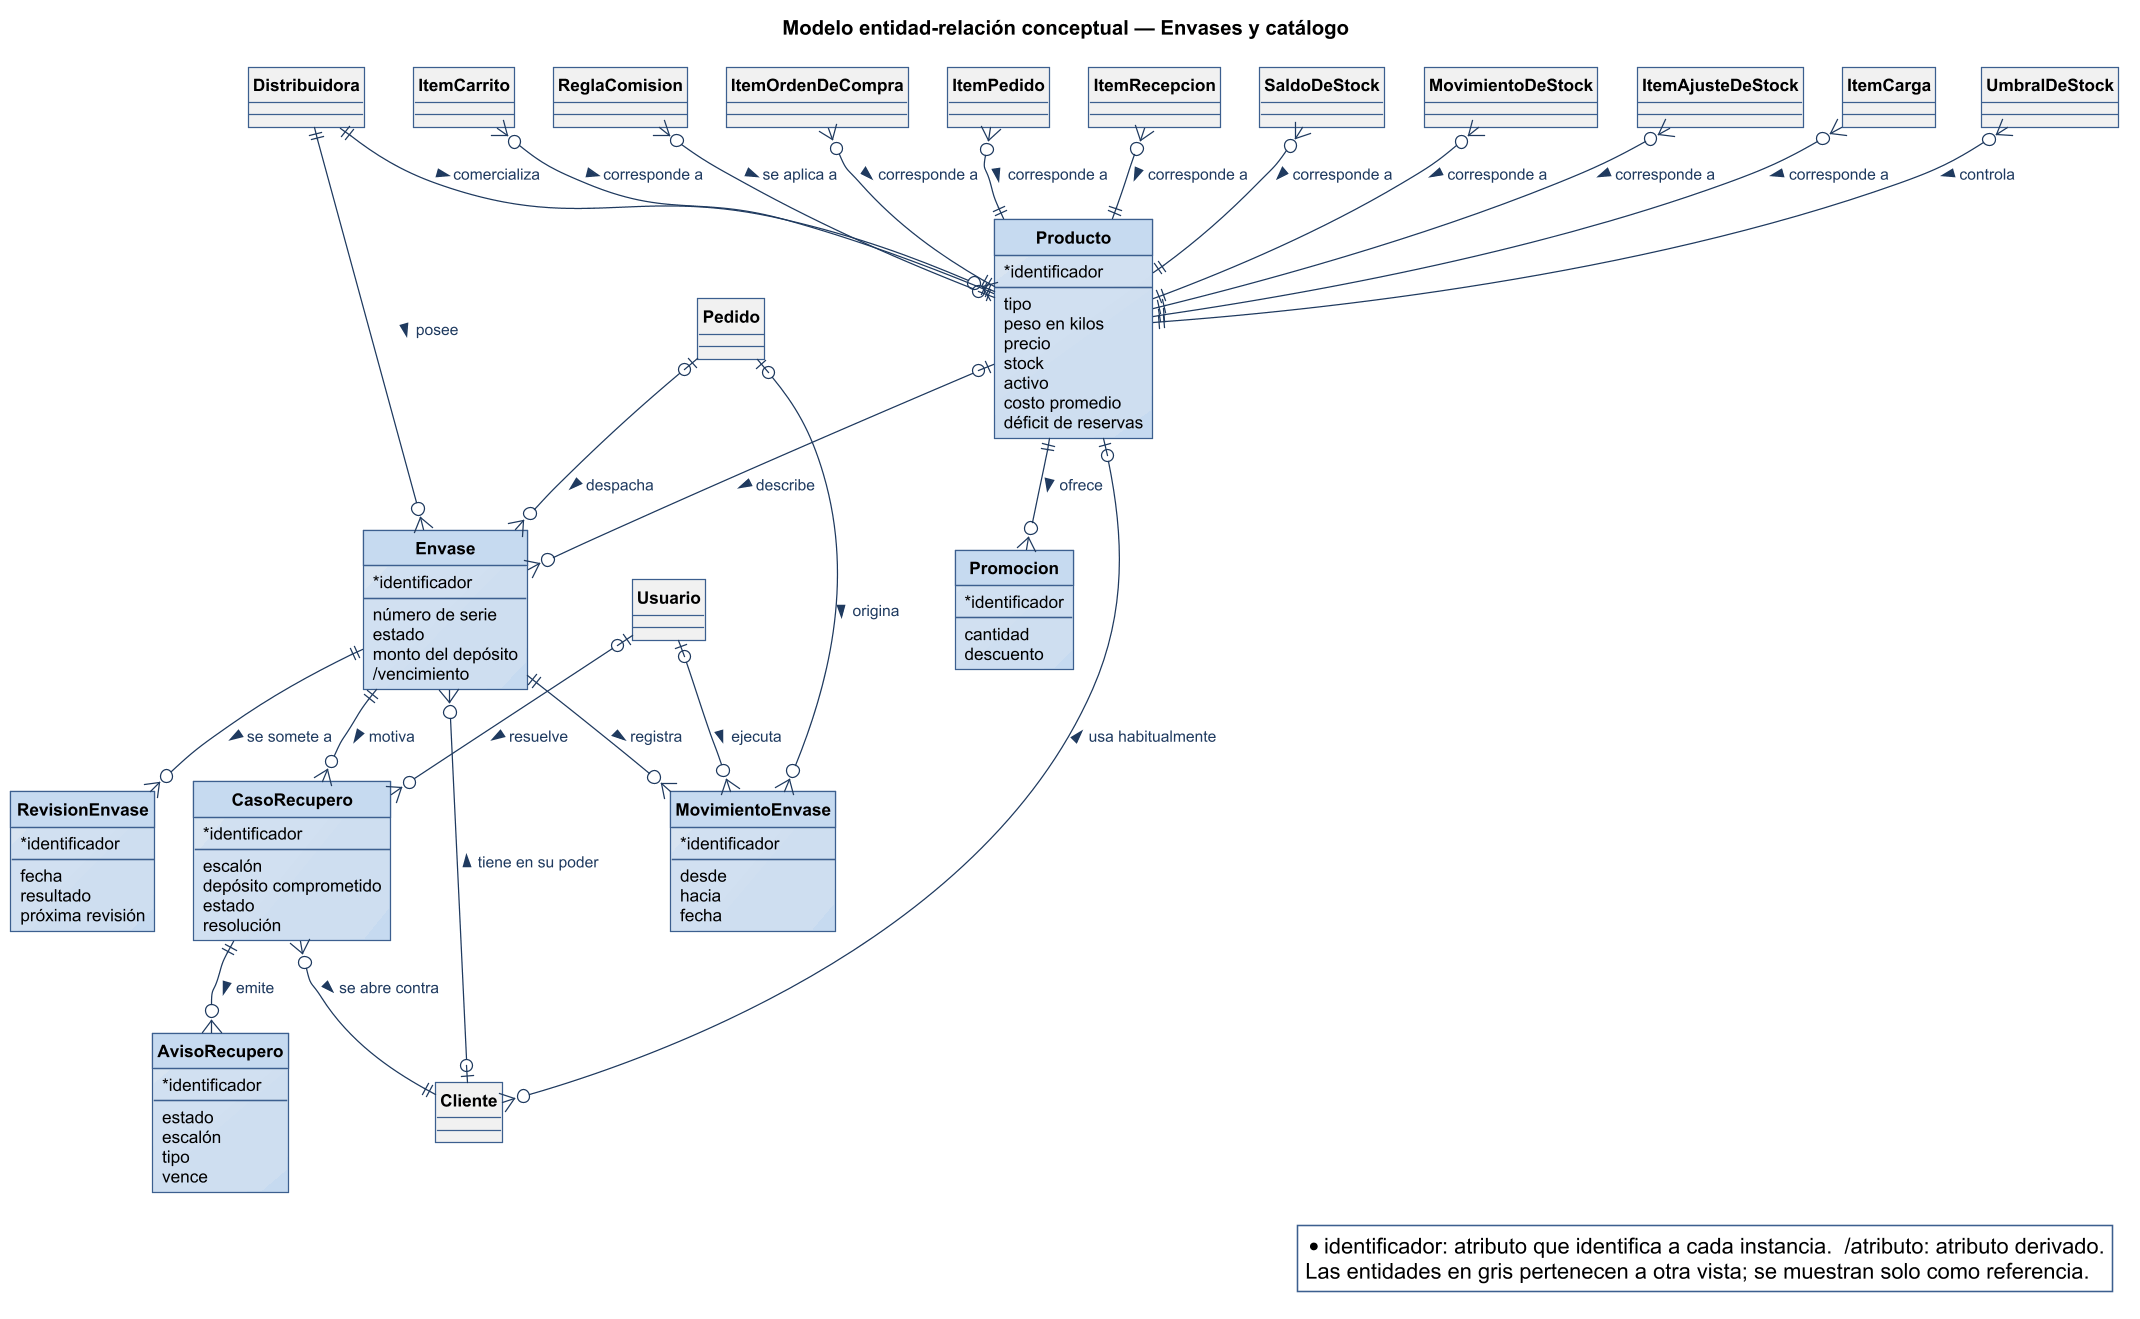 Modelo entidad-relación conceptual — Envases y catálogo
Distribuidora
ItemCarrito
ReglaComision
ItemOrdenDeCompra
ItemPedido
ItemRecepcion
SaldoDeStock
MovimientoDeStock
ItemAjusteDeStock
ItemCarga
UmbralDeStock
comercializa
corresponde a
se aplica a
corresponde a
corresponde a
corresponde a
corresponde a
corresponde a
corresponde a
corresponde a
controla
Producto
*identificador
tipo
peso en kilos
precio
stock
activo
costo promedio
déficit de reservas
Pedido
posee
despacha
describe
ofrece
Envase
*identificador
número de serie
estado
monto del depósito
/vencimiento
Usuario
origina
Promocion
*identificador
cantidad
descuento
se somete a
motiva
resuelve
registra
ejecuta
usa habitualmente
RevisionEnvase
*identificador
fecha
resultado
próxima revisión
CasoRecupero
*identificador
escalón
depósito comprometido
estado
resolución
tiene en su poder
MovimientoEnvase
*identificador
desde
hacia
fecha
emite
se abre contra
AvisoRecupero
*identificador
estado
escalón
tipo
vence
Cliente
• identificador: atributo que identifica a cada instancia. /atributo: atributo derivado.
Las entidades en gris pertenecen a otra vista; se muestran solo como referencia.